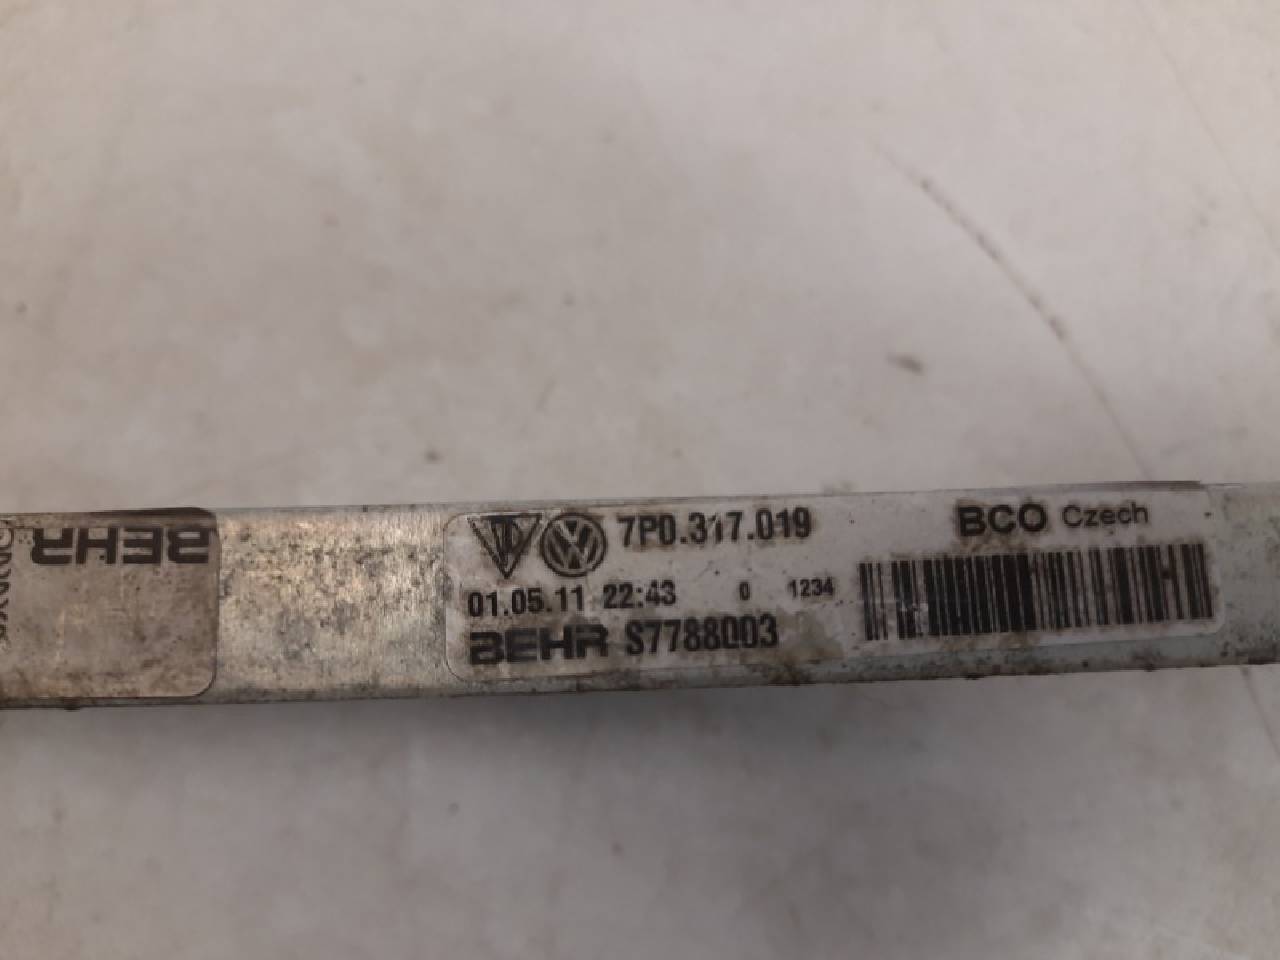 BEHR
7P0.317.019
BCO Czech
01.05.11 22:43 0 1234
BEHR S7788003